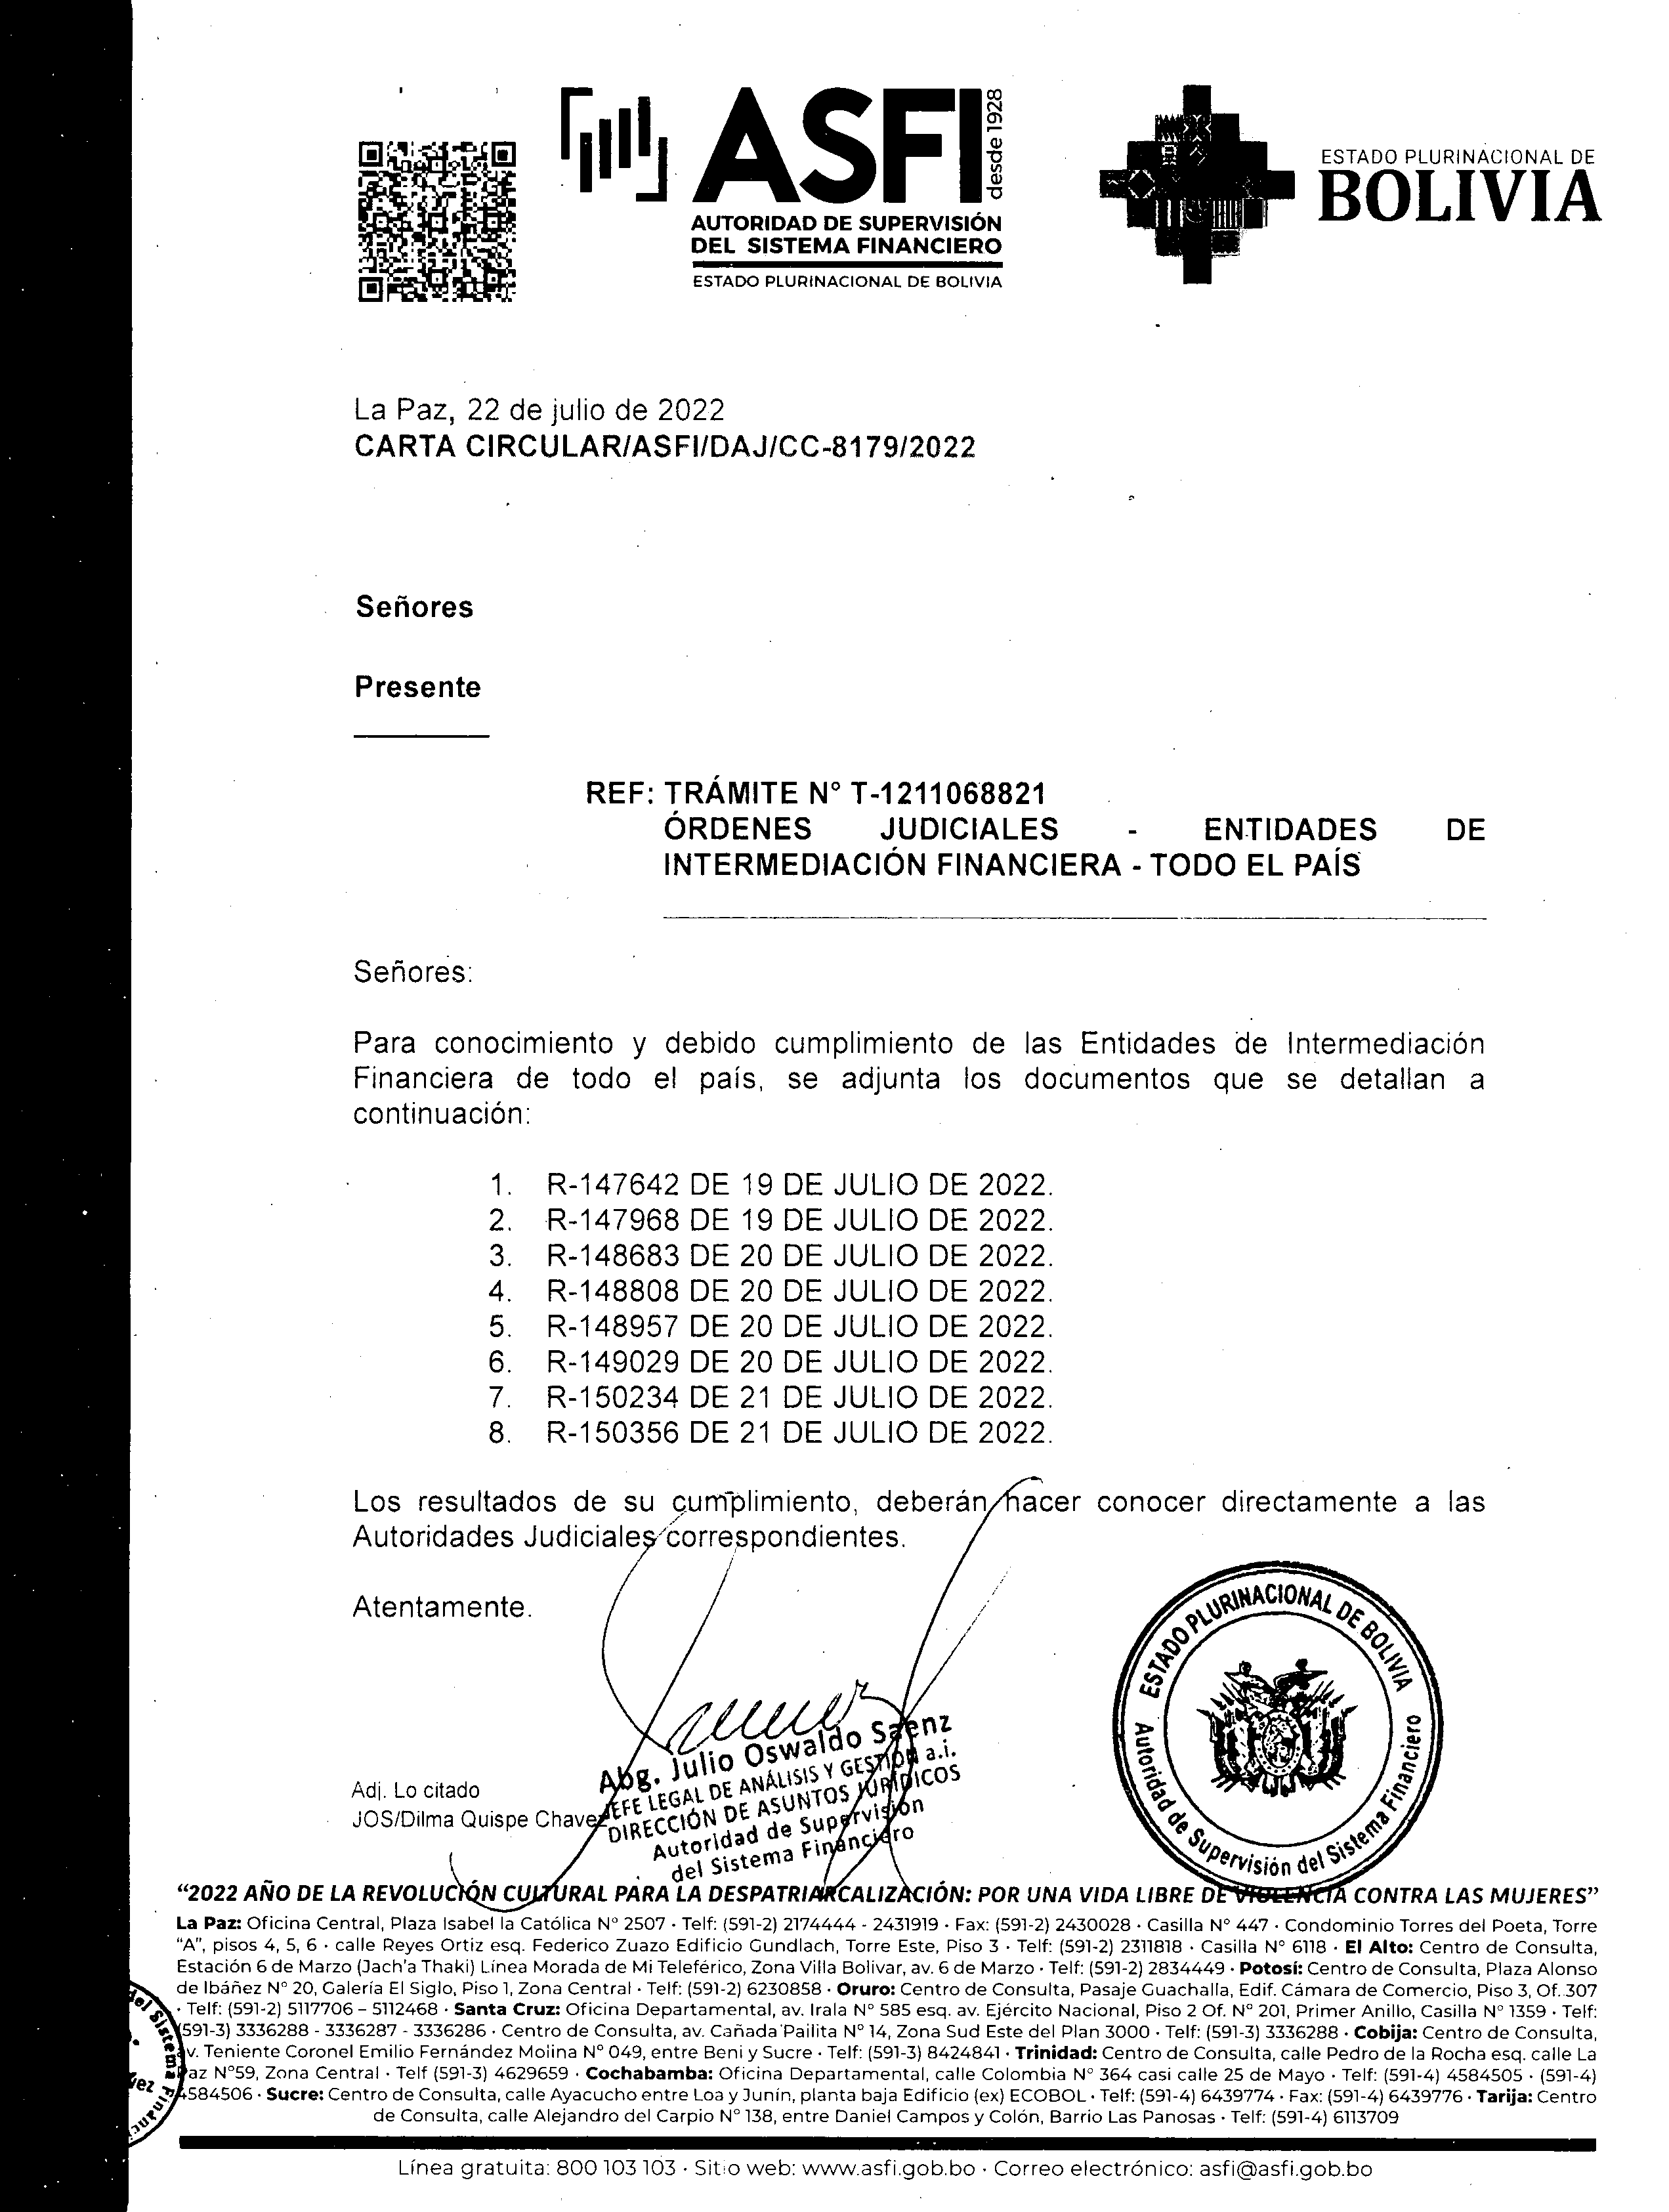 ASFI
desde 1928
AUTORIDAD DE SUPERVISIÓN
DEL SISTEMA FINANCIERO
ESTADO PLURINACIONAL DE BOLIVIA
ESTADO PLURINACIONAL DE
BOLIVIA
La Paz, 22 de julio de 2022
CARTA CIRCULAR/ASFI/DAJ/CC-8179/2022
Señores
Presente
REF: TRÁMITE N° T-1211068821
ÓRDENES JUDICIALES - ENTIDADES DE
INTERMEDIACIÓN FINANCIERA - TODO EL PAÍS
Señores:
Para conocimiento y debido cumplimiento de las Entidades de Intermediación
Financiera de todo el país, se adjunta los documentos que se detallan a
continuación:
1. R-147642 DE 19 DE JULIO DE 2022.
2. R-147968 DE 19 DE JULIO DE 2022.
3. R-148683 DE 20 DE JULIO DE 2022.
4. R-148808 DE 20 DE JULIO DE 2022.
5. R-148957 DE 20 DE JULIO DE 2022.
6. R-149029 DE 20 DE JULIO DE 2022.
7. R-150234 DE 21 DE JULIO DE 2022.
8. R-150356 DE 21 DE JULIO DE 2022.
Los resultados de su cumplimiento, deberán hacer conocer directamente a las
Autoridades Judiciales correspondientes.
Atentamente.
Abg. Julio Oswaldo Saenz
JEFE LEGAL DE ANÁLISIS Y GESTIÓN a.i.
DIRECCIÓN DE ASUNTOS JURÍDICOS
Autoridad de Supervisión
del Sistema Financiero
ESTADO PLURINACIONAL DE BOLIVIA
Autoridad de Supervisión del Sistema Financiero
Adj. Lo citado
JOS/Dilma Quispe Chavez
“2022 AÑO DE LA REVOLUCIÓN CULTURAL PARA LA DESPATRIARCALIZACIÓN: POR UNA VIDA LIBRE DE VIOLENCIA CONTRA LAS MUJERES”
La Paz: Oficina Central, Plaza Isabel la Católica N° 2507 · Telf: (591-2) 2174444 - 2431919 · Fax: (591-2) 2430028 · Casilla N° 447 · Condominio Torres del Poeta, Torre
“A”, pisos 4, 5, 6 · calle Reyes Ortiz esq. Federico Zuazo Edificio Gundlach, Torre Este, Piso 3 · Telf: (591-2) 2311818 · Casilla N° 6118 · El Alto: Centro de Consulta,
Estación 6 de Marzo (Jach’a Thaki) Línea Morada de Mi Teleférico, Zona Villa Bolivar, av. 6 de Marzo · Telf: (591-2) 2834449 · Potosí: Centro de Consulta, Plaza Alonso
de Ibáñez N° 20, Galería El Siglo, Piso 1, Zona Central · Telf: (591-2) 6230858 · Oruro: Centro de Consulta, Pasaje Guachalla, Edif. Cámara de Comercio, Piso 3, Of. 307
· Telf: (591-2) 5117706 – 5112468 · Santa Cruz: Oficina Departamental, av. Irala N° 585 esq. av. Ejército Nacional, Piso 2 Of. N° 201, Primer Anillo, Casilla N° 1359 · Telf:
(591-3) 3336288 - 3336287 - 3336286 · Centro de Consulta, av. Cañada Pailita N° 14, Zona Sud Este del Plan 3000 · Telf: (591-3) 3336288 · Cobija: Centro de Consulta,
v. Teniente Coronel Emilio Fernández Molina N° 049, entre Beni y Sucre · Telf: (591-3) 8424841 · Trinidad: Centro de Consulta, calle Pedro de la Rocha esq. calle La
az N°59, Zona Central · Telf (591-3) 4629659 · Cochabamba: Oficina Departamental, calle Colombia N° 364 casi calle 25 de Mayo · Telf: (591-4) 4584505 · (591-4)
4584506 · Sucre: Centro de Consulta, calle Ayacucho entre Loa y Junín, planta baja Edificio (ex) ECOBOL · Telf: (591-4) 6439774 · Fax: (591-4) 6439776 · Tarija: Centro
de Consulta, calle Alejandro del Carpio N° 138, entre Daniel Campos y Colón, Barrio Las Panosas · Telf: (591-4) 6113709
Línea gratuita: 800 103 103 · Sitio web: www.asfi.gob.bo · Correo electrónico: asfi@asfi.gob.bo